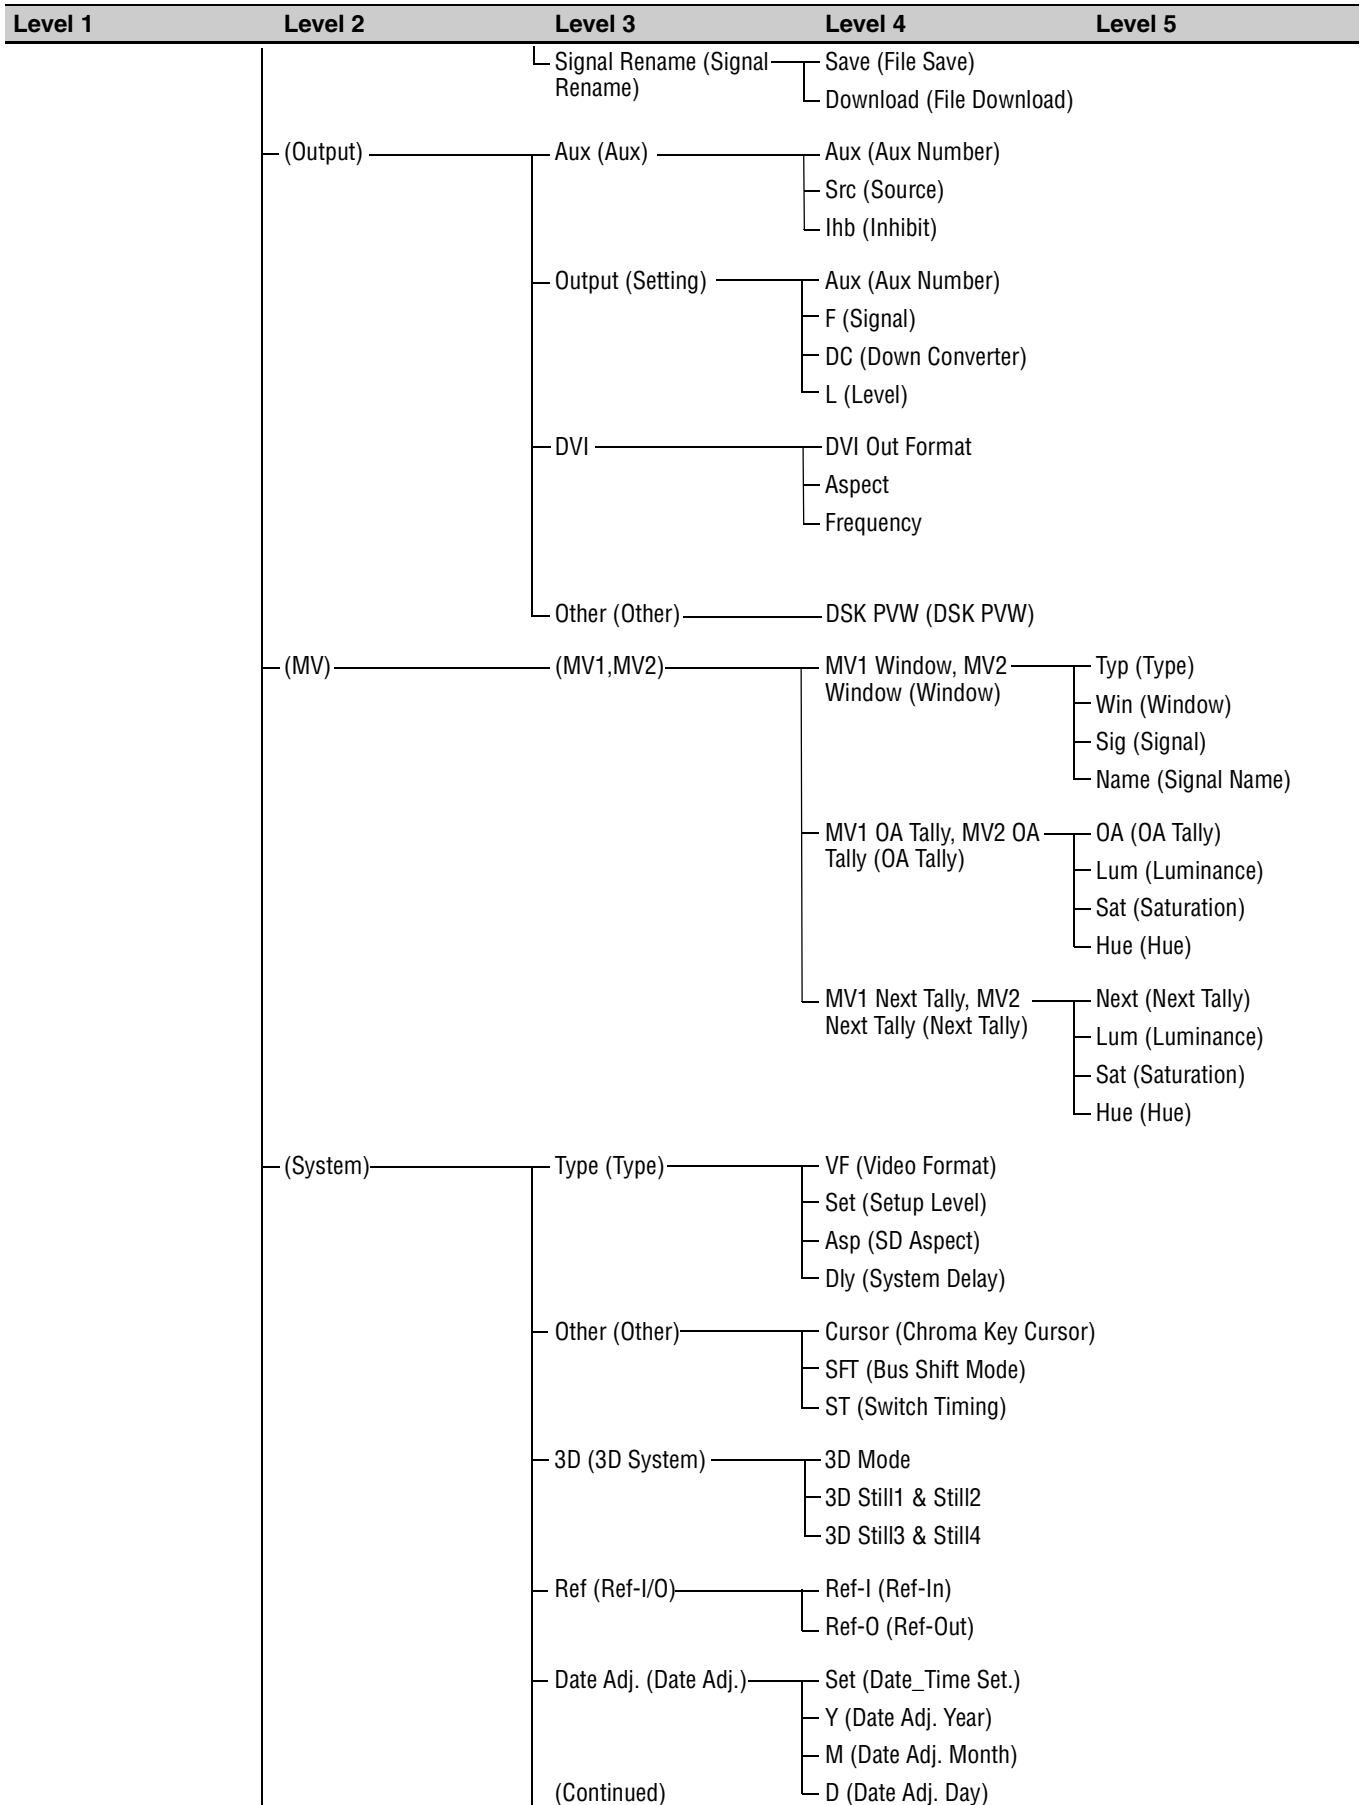 Level 1 Level 2 Level 3 Level 4 Level 5
Signal Rename (Signal Rename)
Save (File Save)
Download (File Download)
(Output)
Aux (Aux)
Aux (Aux Number)
Src (Source)
Ihb (Inhibit)
Output (Setting)
Aux (Aux Number)
F (Signal)
DC (Down Converter)
L (Level)
DVI
DVI Out Format
Aspect
Frequency
Other (Other)
DSK PVW (DSK PVW)
(MV)
(MV1,MV2)
MV1 Window, MV2
Window (Window)
Typ (Type)
Win (Window)
Sig (Signal)
Name (Signal Name)
MV1 OA Tally, MV2 OA
Tally (OA Tally)
OA (OA Tally)
Lum (Luminance)
Sat (Saturation)
Hue (Hue)
MV1 Next Tally, MV2
Next Tally (Next Tally)
Next (Next Tally)
Lum (Luminance)
Sat (Saturation)
Hue (Hue)
(System)
Type (Type)
VF (Video Format)
Set (Setup Level)
Asp (SD Aspect)
Dly (System Delay)
Other (Other)
Cursor (Chroma Key Cursor)
SFT (Bus Shift Mode)
ST (Switch Timing)
3D (3D System)
3D Mode
3D Still1 & Still2
3D Still3 & Still4
Ref (Ref-I/O)
Ref-I (Ref-In)
Ref-O (Ref-Out)
Date Adj. (Date Adj.)
Set (Date_Time Set.)
Y (Date Adj. Year)
M (Date Adj. Month)
D (Date Adj. Day)
(Continued)